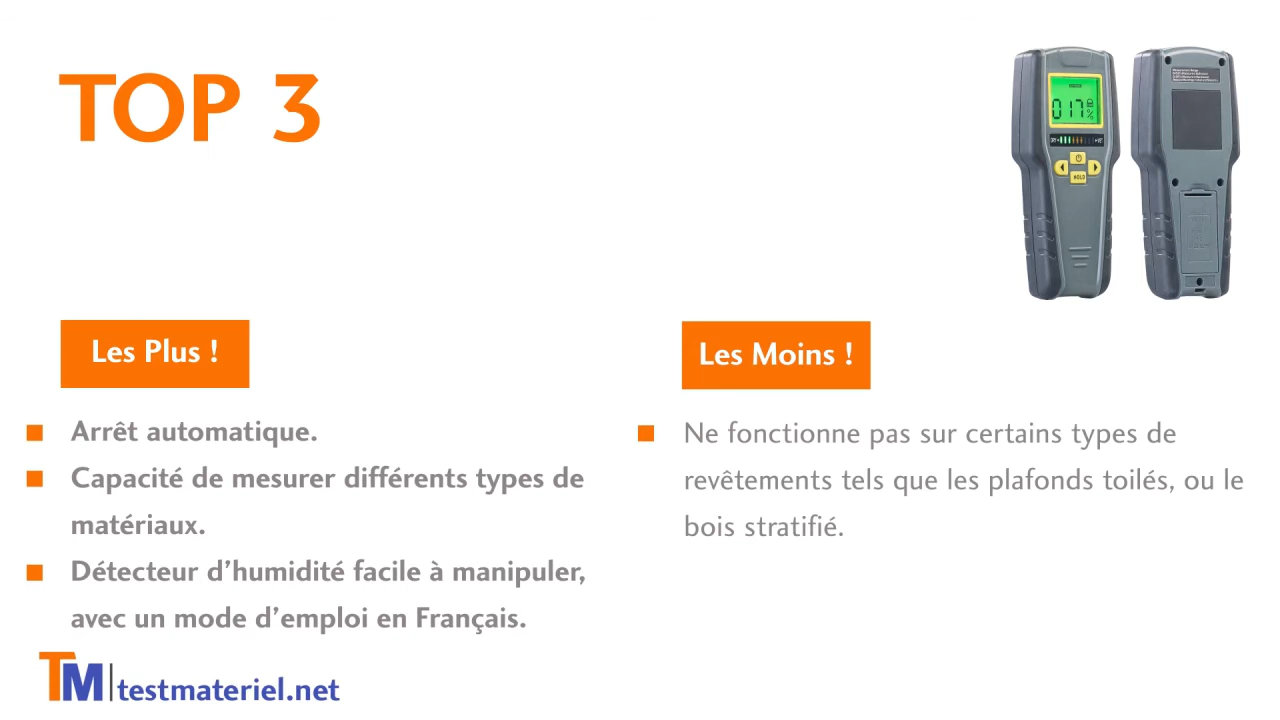 TOP 3
017
%
HOLD
Les Plus !
Les Moins !
Arrêt automatique.
Capacité de mesurer différents types de
matériaux.
Détecteur d’humidité facile à manipuler,
avec un mode d’emploi en Français.
Ne fonctionne pas sur certains types de
revêtements tels que les plafonds toilés, ou le
bois stratifié.
TM
testmateriel.net